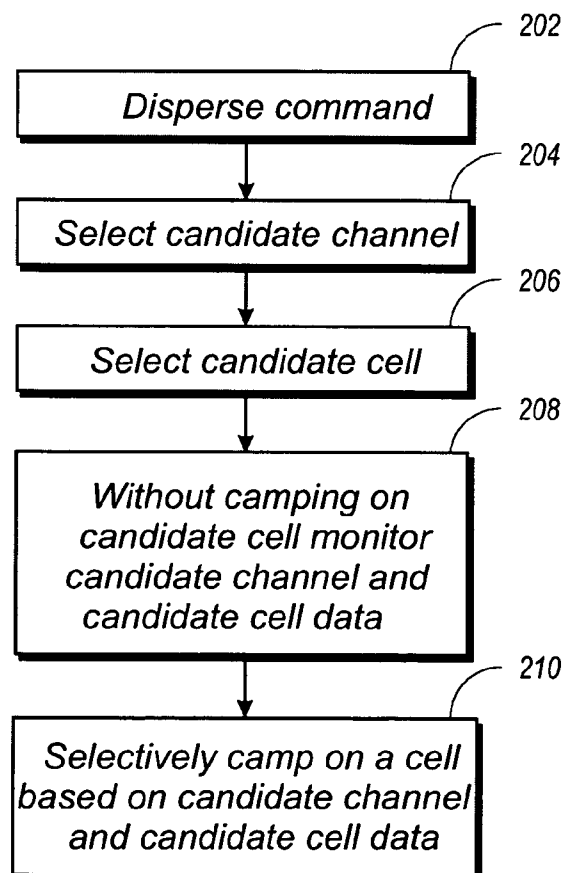 202
Disperse command
204
Select candidate channel
206
Select candidate cell
208
Without camping on
candidate cell monitor
candidate channel and
candidate cell data
210
Selectively camp on a cell
based on candidate channel
and candidate cell data